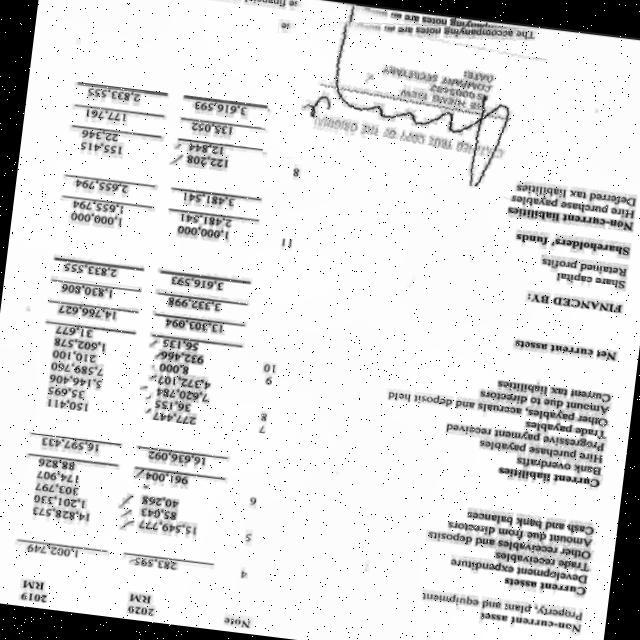 Note 2020 2019
RM RM
Non-current asset
Property, plant and equipment 4 283,595 1,002,749
Current assets
Development expenditure 5 15,549,777 14,828,573
Trade receivables 85,043 1,201,330
Other receivables and deposits 6 40,268 303,797
Amount due from directors 174,907
Cash and bank balances 961,004 88,826
16,636,092 16,597,433
Current liabilities
Bank overdrafts 7 277,447 150,411
Hire purchase payables 8 36,155 35,695
Progressive payment received 7,620,784 5,146,406
Trade payables 4,372,107 7,589,760
Other payables, accruals and deposit held 9 8,000 210,100
Amount due to directors 10 932,466 1,602,578
Current tax liabilities 56,135 31,677
13,303,094 14,766,627
Net current assets 3,332,998 1,830,806
3,616,593 2,833,555
FINANCED BY:
Share capital 11 1,000,000 1,000,000
Retained profits 2,481,541 1,655,794
Shareholders' funds 3,481,541 2,655,794
Non-current liabilities
Hire purchase payables 8 122,208 155,415
Deferred tax liabilities 12,844 22,346
135,052 177,761
3,616,593 2,833,555
CERTIFIED TRUE COPY OF THE ORIGINAL
COMPANY SECRETARY
DATE:
The accompanying notes are an